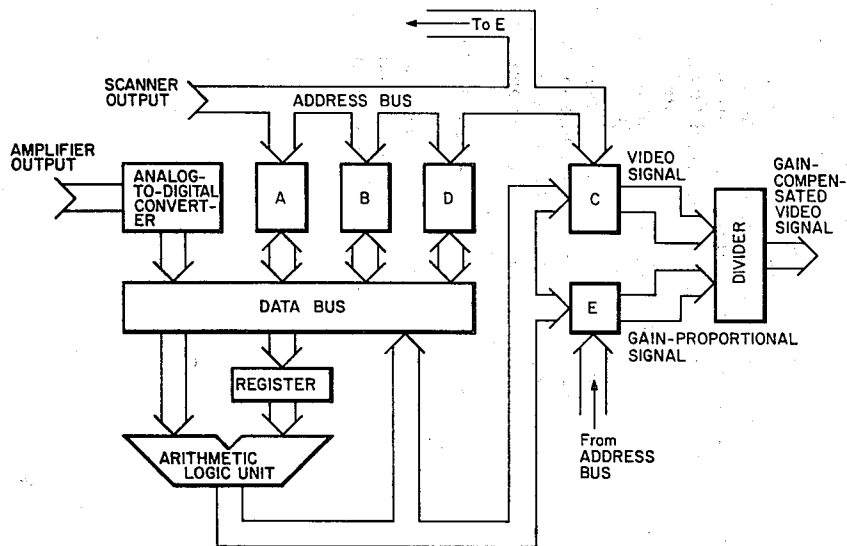 To E
SCANNER
OUTPUT
ADDRESS BUS
AMPLIFIER
OUTPUT
ANALOG-
TO-DIGITAL
CONVERT-
ER
A
B
D
C
VIDEO
SIGNAL
GAIN-
COMPEN-
SATED
VIDEO
SIGNAL
DIVIDER
DATA BUS
E
GAIN-PROPORTIONAL
SIGNAL
REGISTER
ARITHMETIC
LOGIC UNIT
From
ADDRESS
BUS